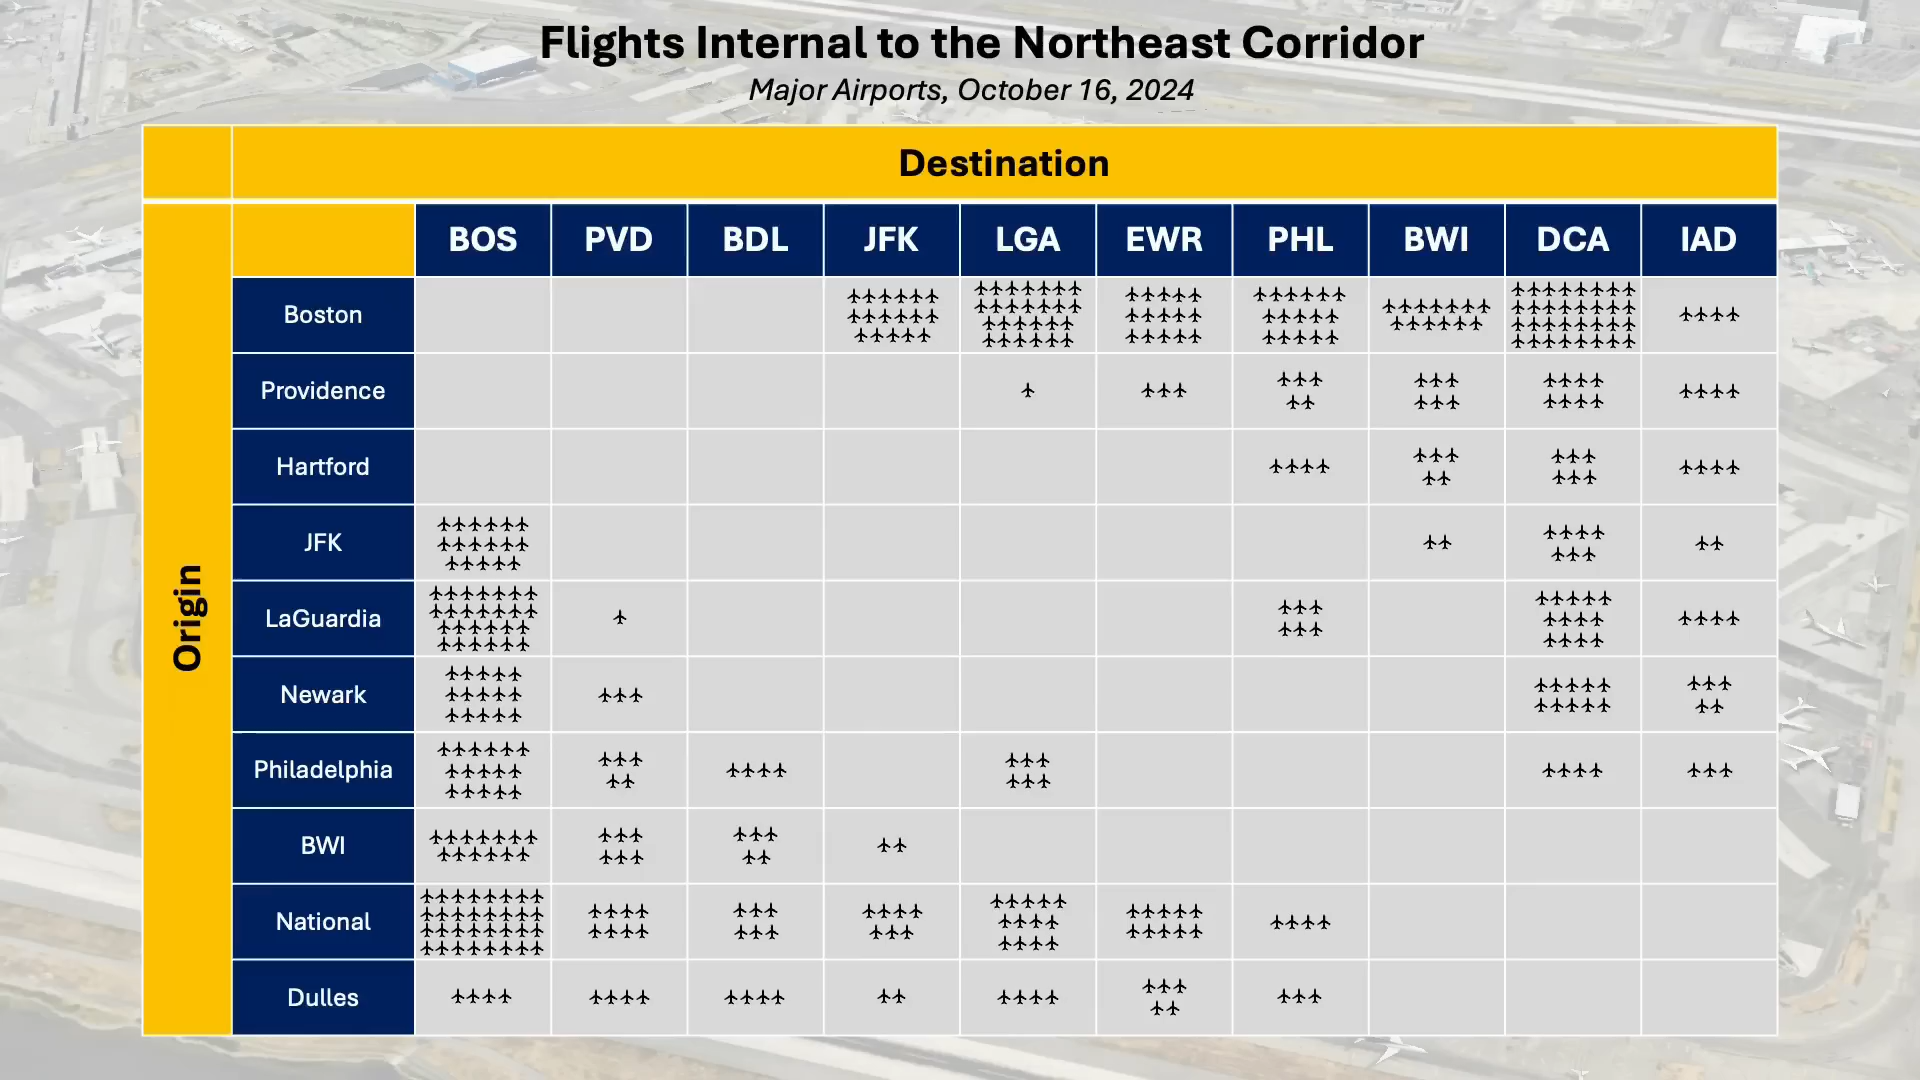 Flights Internal to the Northeast Corridor
Major Airports, October 16, 2024
Destination
BOS PVD BDL JFK LGA EWR PHL BWI DCA IAD
Origin
Boston
Providence
Hartford
JFK
LaGuardia
Newark
Philadelphia
BWI
National
Dulles